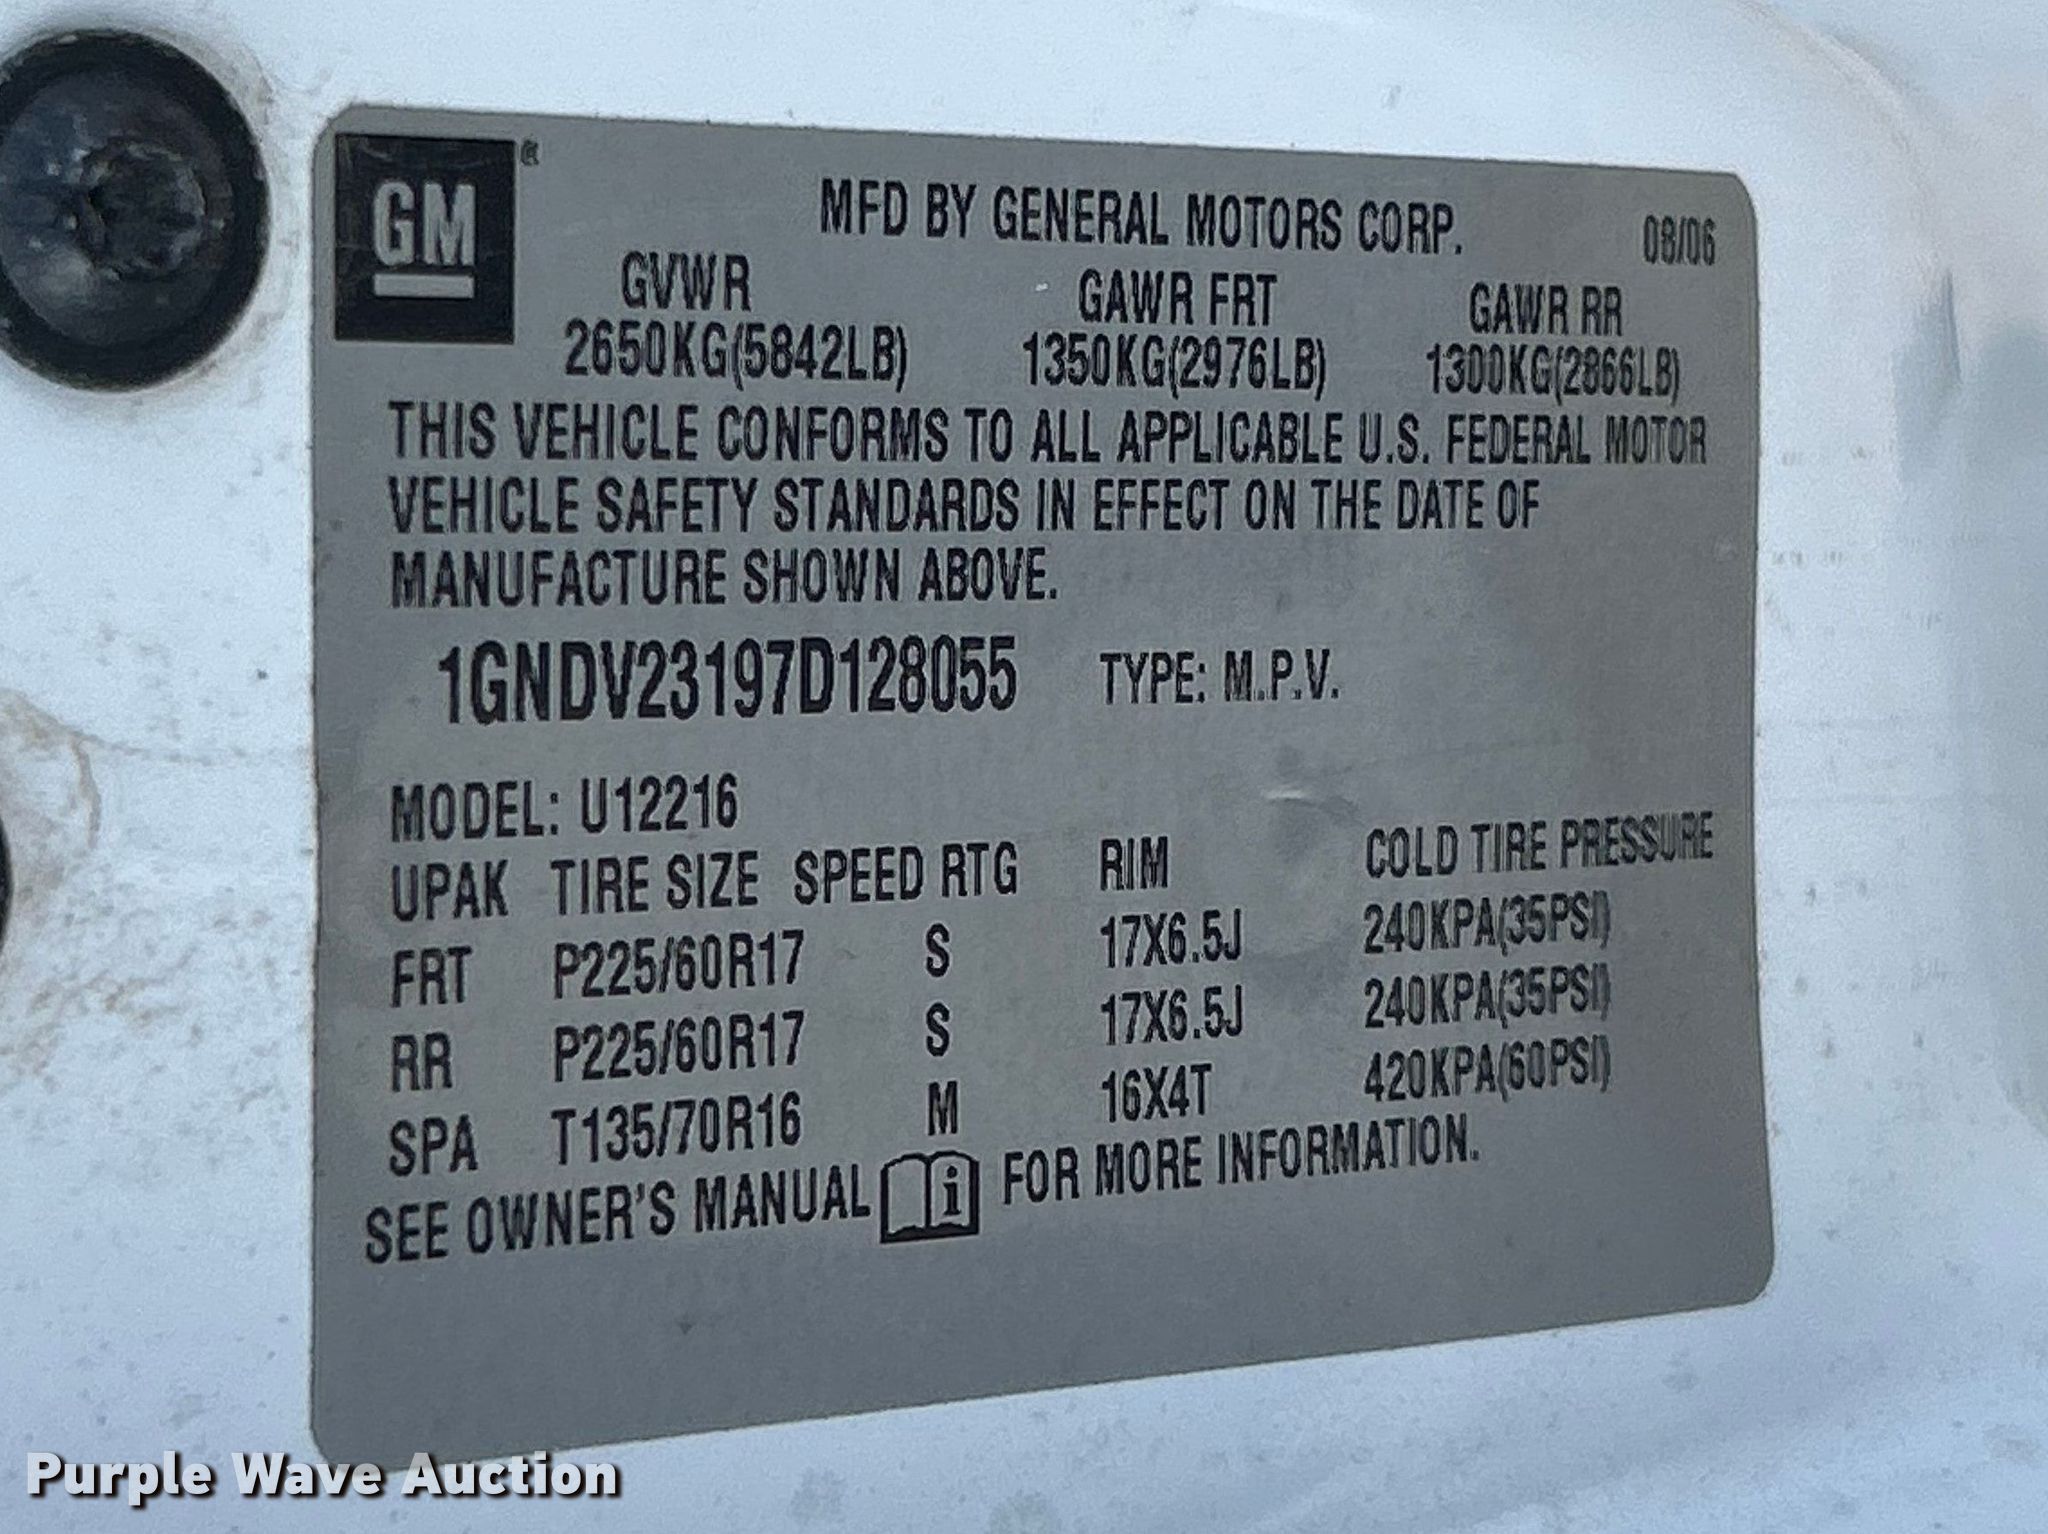 GM®
MFD BY GENERAL MOTORS CORP. 08/06
GVWR GAWR FRT GAWR RR
2650KG(5842LB) 1350KG(2976LB) 1300KG(2866LB)
THIS VEHICLE CONFORMS TO ALL APPLICABLE U.S. FEDERAL MOTOR
VEHICLE SAFETY STANDARDS IN EFFECT ON THE DATE OF
MANUFACTURE SHOWN ABOVE.
1GNDV23197D128055 TYPE: M.P.V.
MODEL: U12216
UPAK TIRE SIZE SPEED RTG RIM COLD TIRE PRESSURE
FRT P225/60R17 S 17X6.5J 240KPA(35PSI)
RR P225/60R17 S 17X6.5J 240KPA(35PSI)
SPA T135/70R16 M 16X4T 420KPA(60PSI)
SEE OWNER'S MANUAL i FOR MORE INFORMATION.
Purple Wave Auction